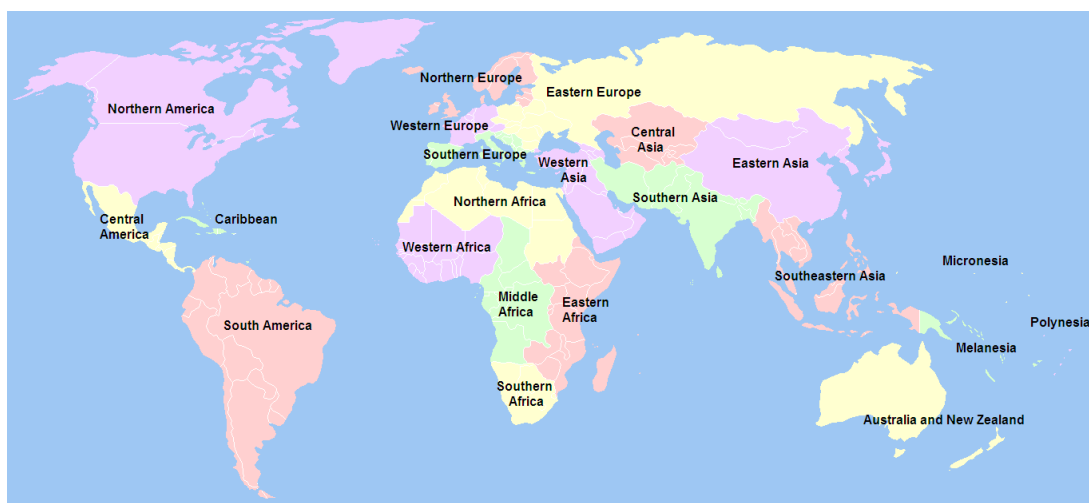 Northern Europe
Eastern Europe
Northern America
Western Europe
Central
Asia
Southern Europe
Western
Asia
Eastern Asia
Southern Asia
Northern Africa
Caribbean
Central
America
Western Africa
Micronesia
Southeastern Asia
Middle
Africa
Eastern
Africa
South America
Polynesia
Melanesia
Southern
Africa
Australia and New Zealand